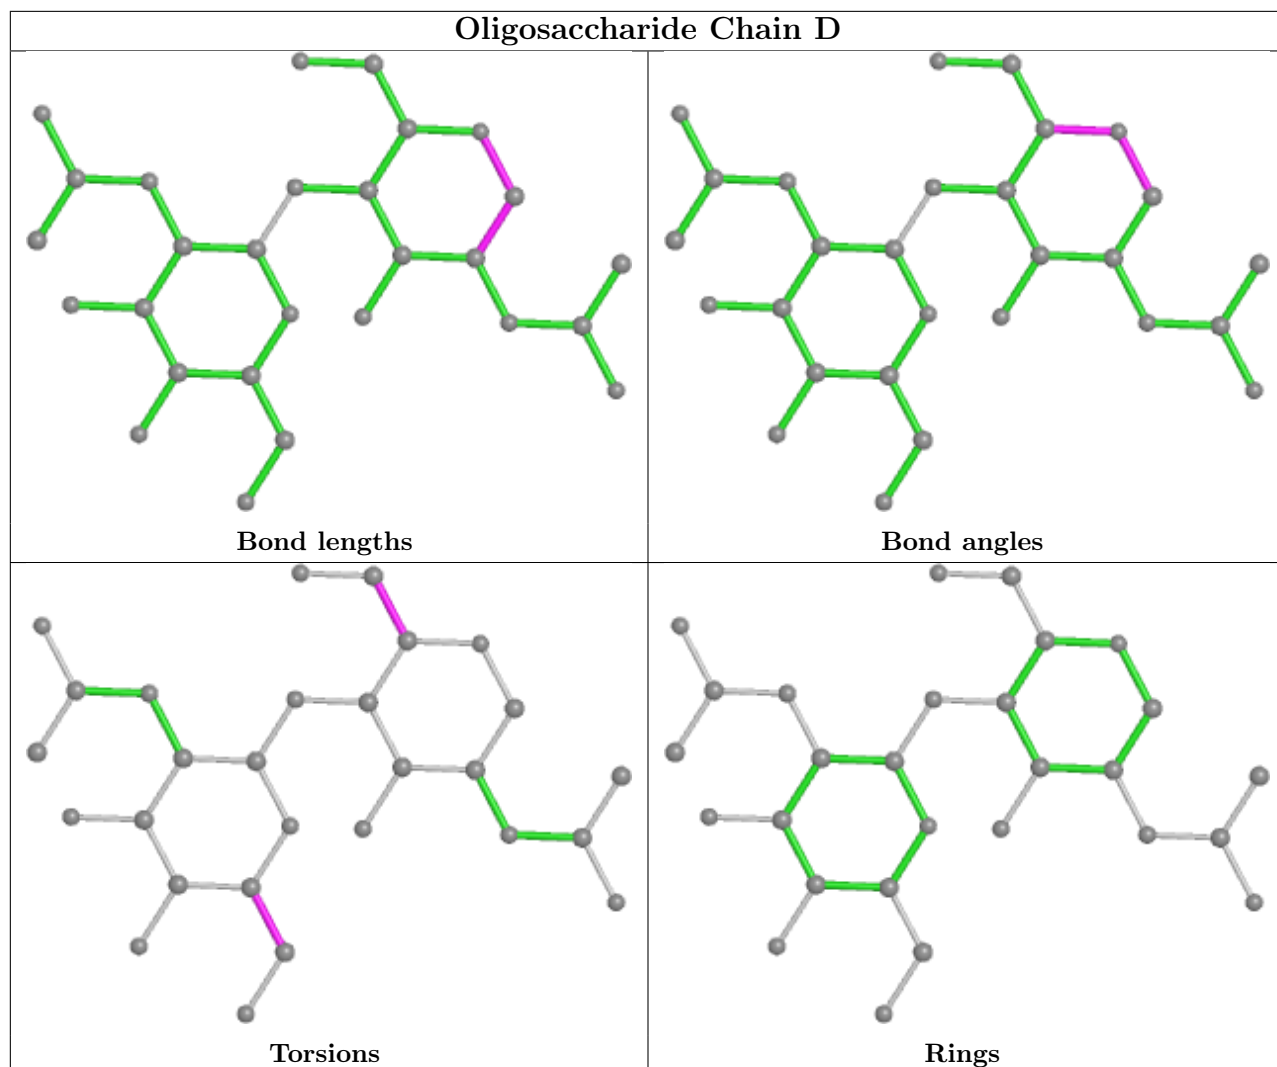 Oligosaccharide Chain D
Bond lengths
Bond angles
Torsions
Rings